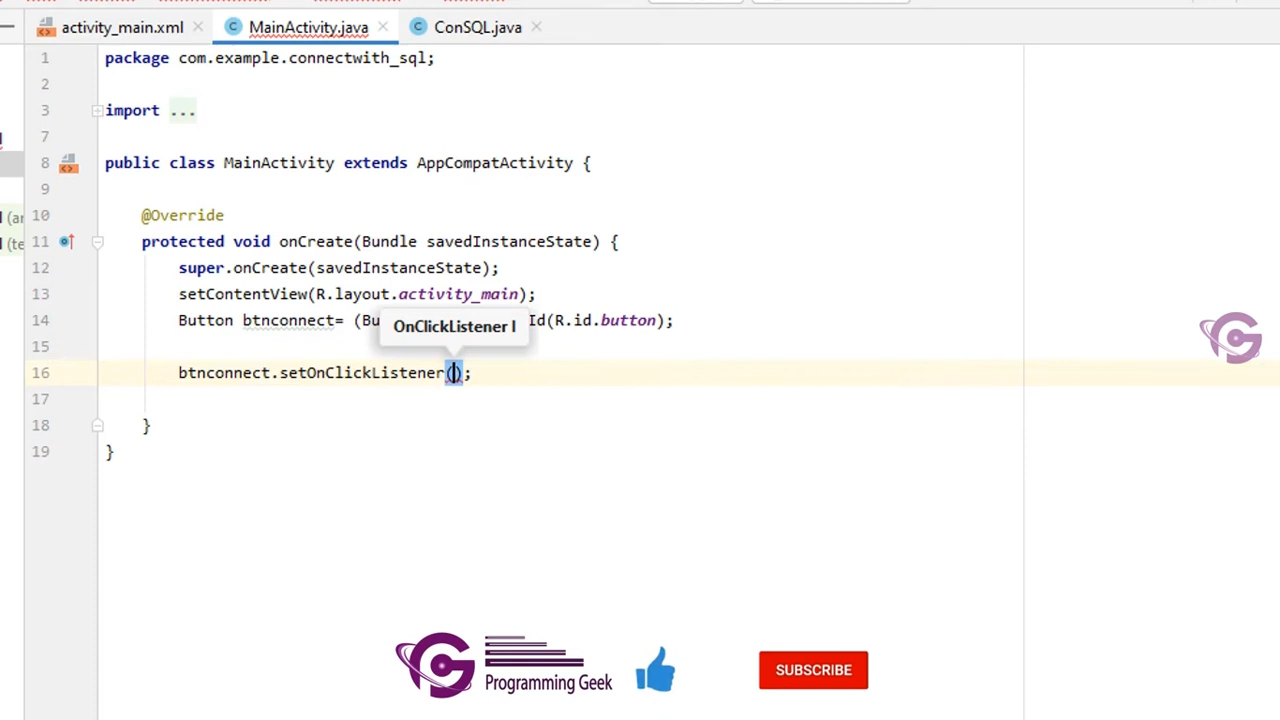 activity_main.xml MainActivity.java ConSQL.java
1 package com.example.connectwith_sql;
2
3 import ...
7
8 public class MainActivity extends AppCompatActivity {
9
10 @Override
11 protected void onCreate(Bundle savedInstanceState) {
12 super.onCreate(savedInstanceState);
13 setContentView(R.layout.activity_main);
14 Button btnconnect= (Bu Id(R.id.button);
OnClickListener l
15
16 btnconnect.setOnClickListener();
17
18 }
19 }
Programming Geek
SUBSCRIBE